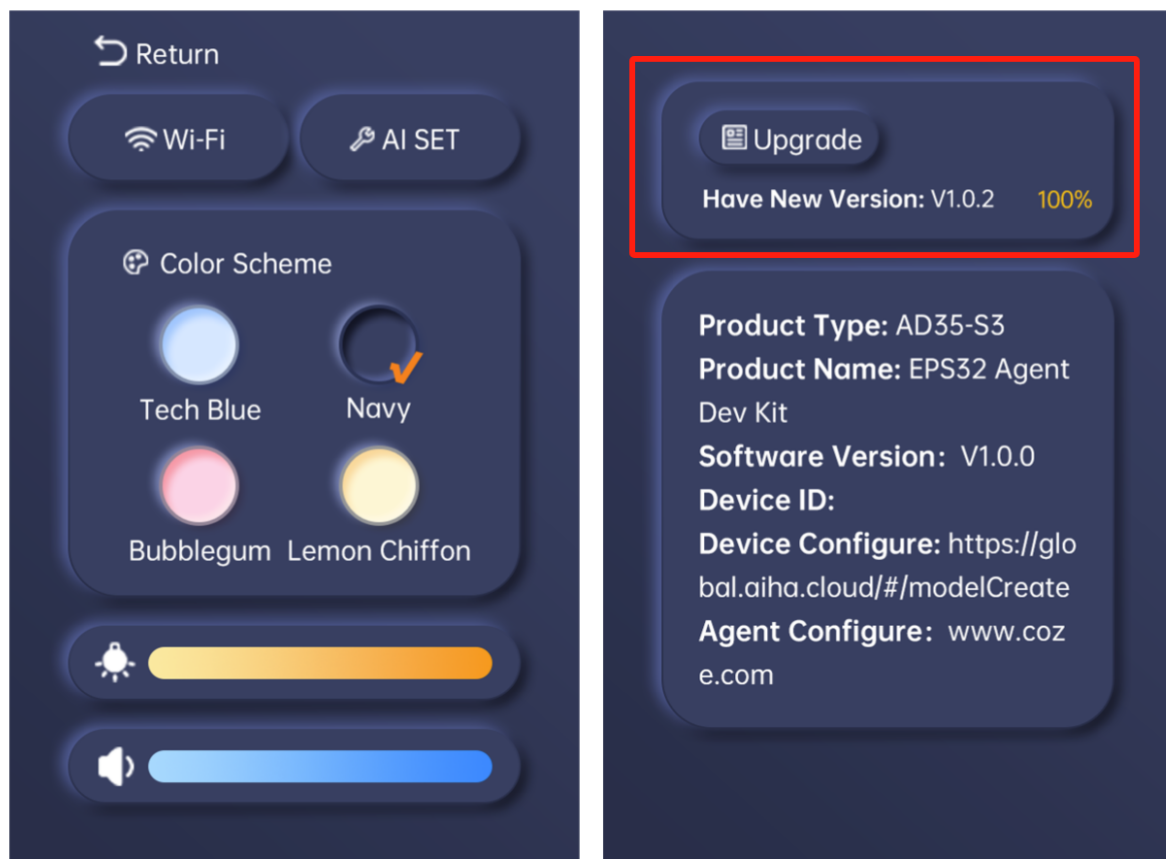 Return
Wi-Fi
AI SET
Color Scheme
Tech Blue
Navy
Bubblegum
Lemon Chiffon
Upgrade
Have New Version: V1.0.2
100%
Product Type: AD35-S3
Product Name: EPS32 Agent
Dev Kit
Software Version: V1.0.0
Device ID:
Device Configure: https://glo
bal.aiha.cloud/#/modelCreate
Agent Configure: www.coz
e.com